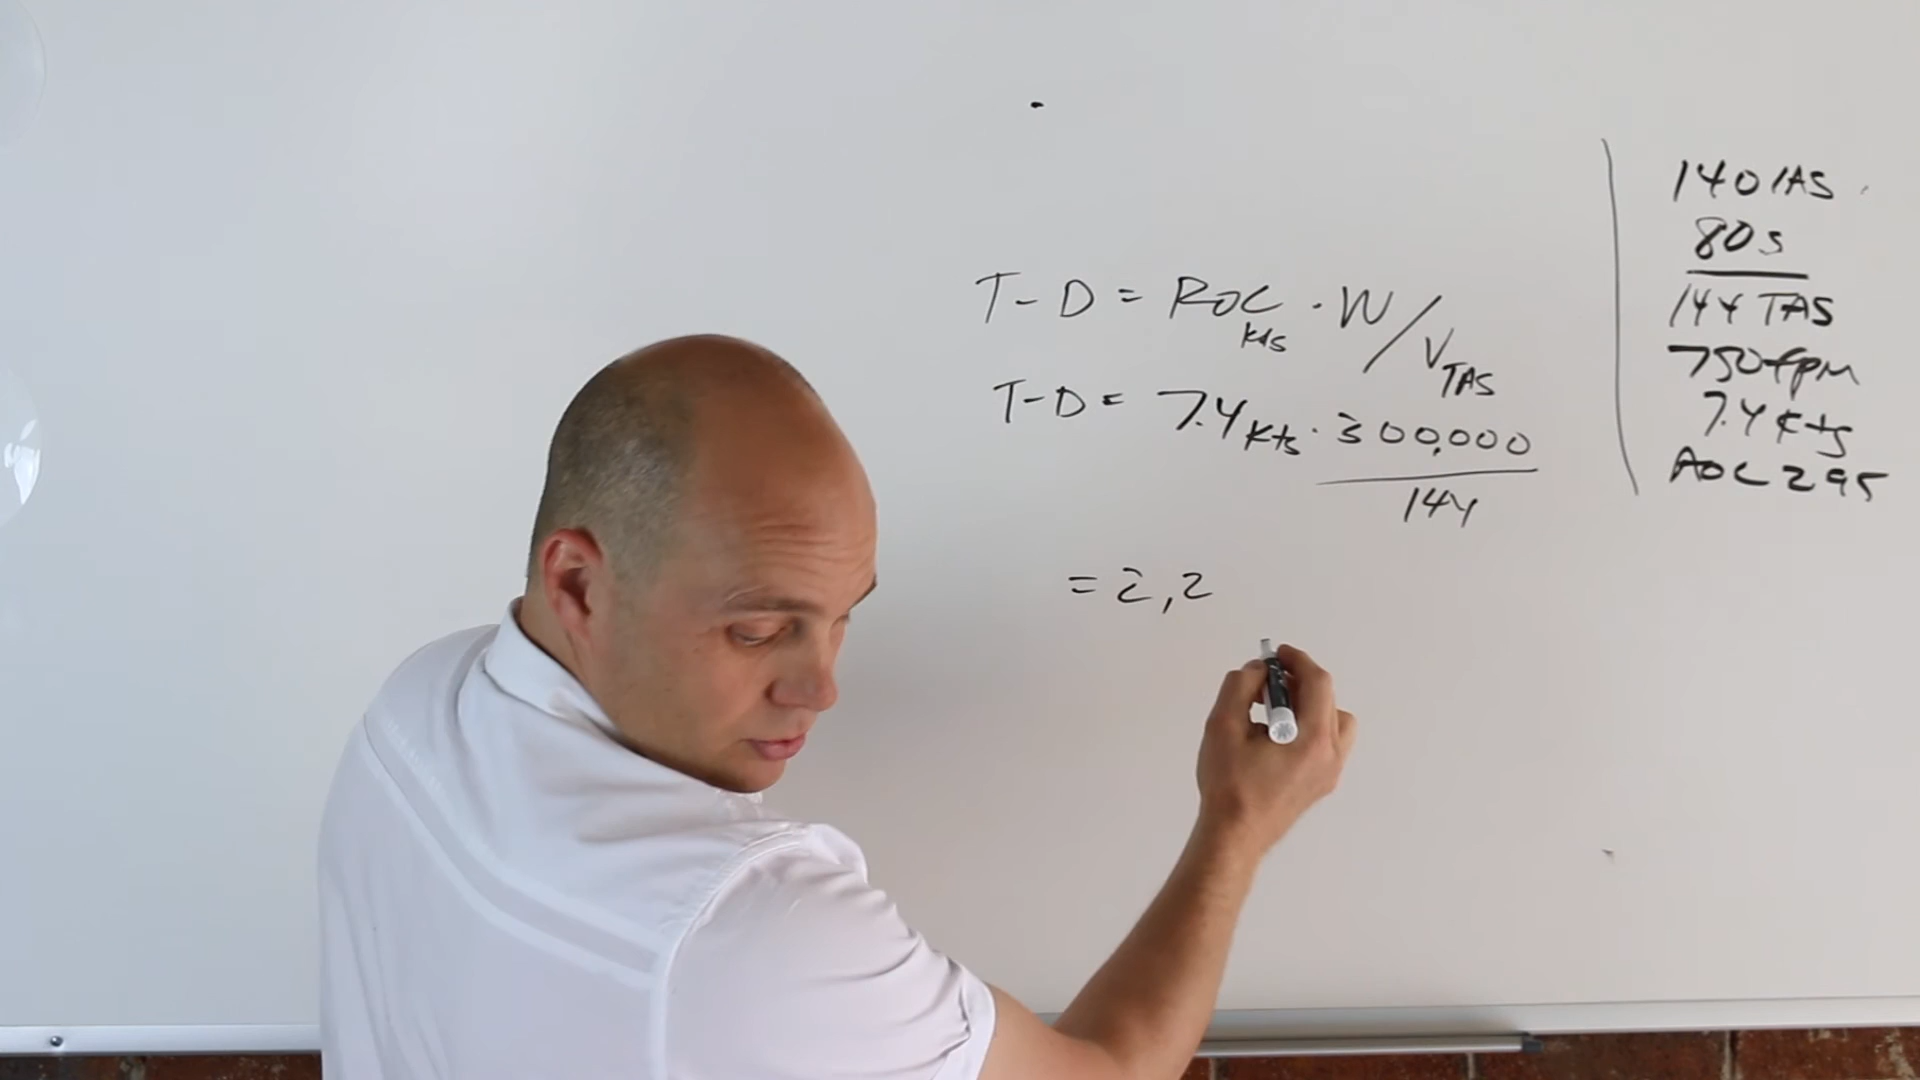 T-D = ROC kts · W / V TAS
T-D = 7.4 kts · 300,000
144
= 2,2
140 IAS
80s
144 TAS
750 fpm
7.4 kts
AOC 295